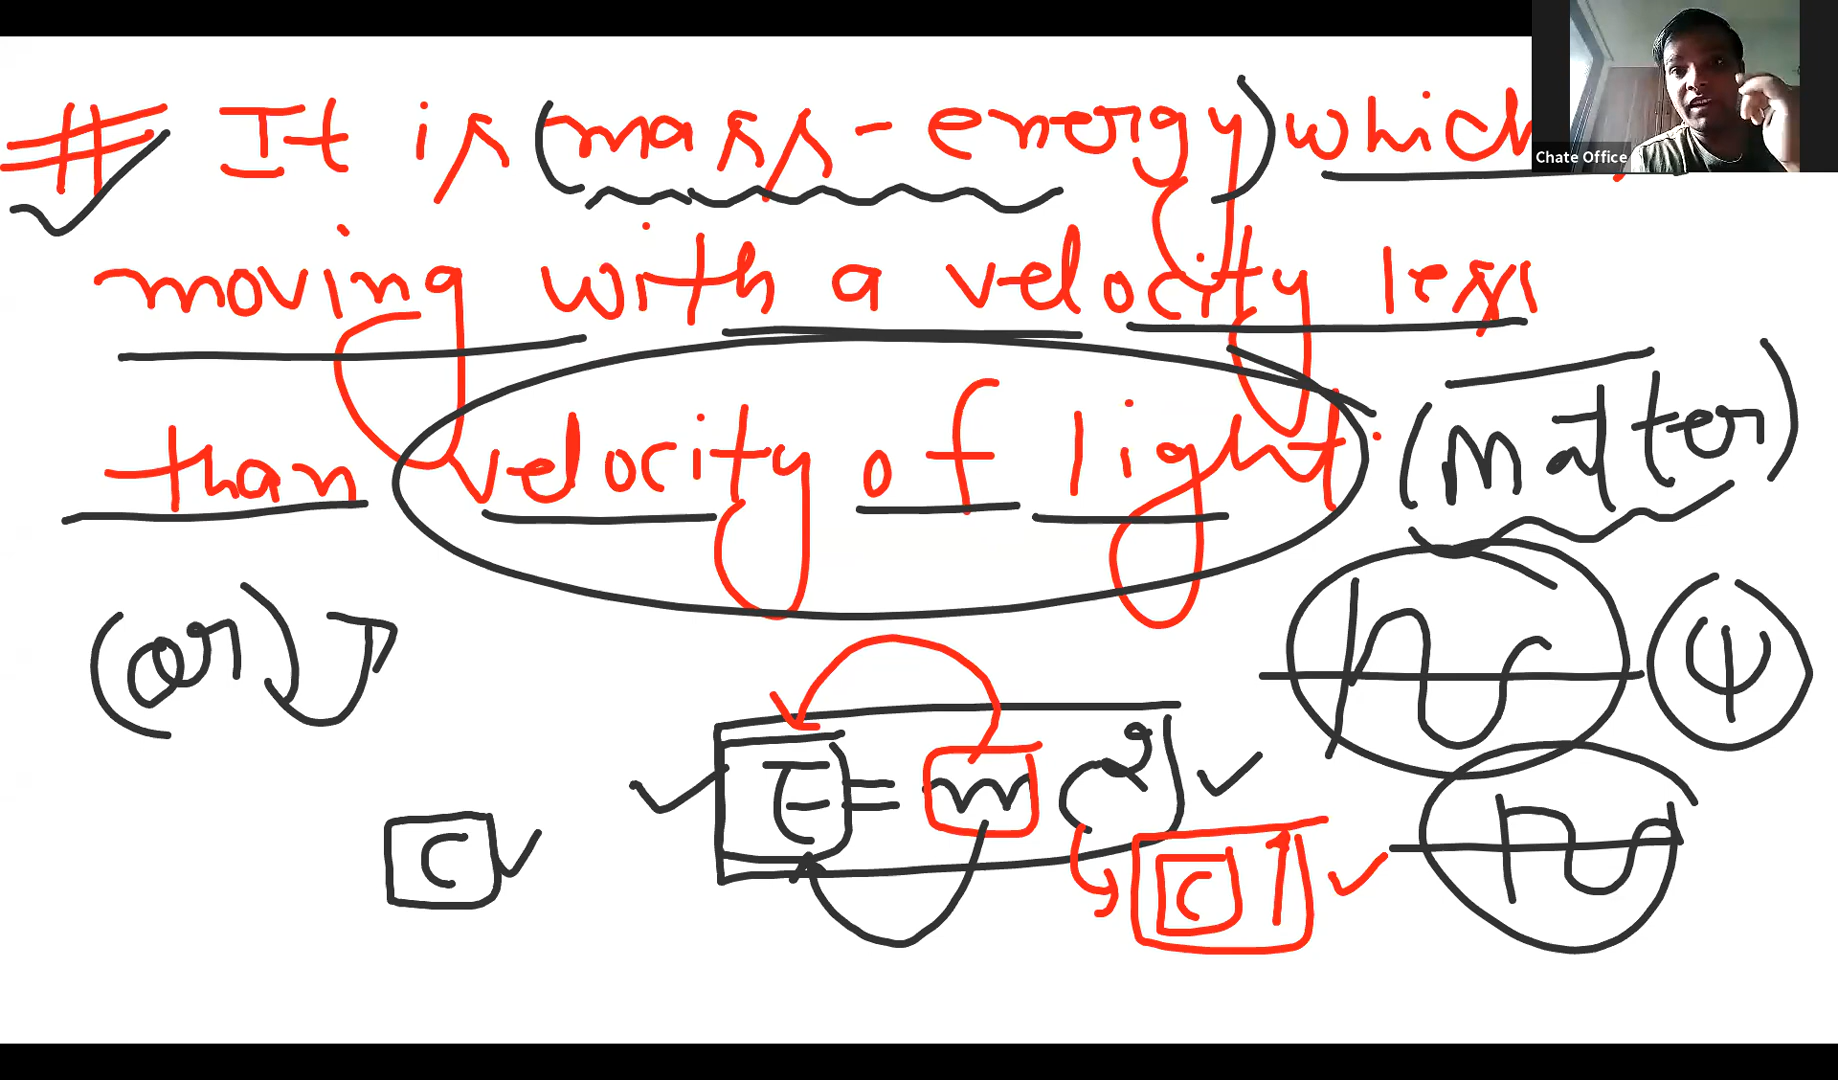 # It is (mass-energy) which
Chate Office
moving with a velocity less
than velocity of light. (Matter)
(or)
ψ
E = mc²
C
C ↑